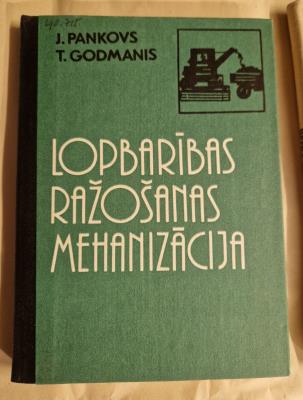 J. PANKOVS
T. GODMANIS
LOPBARĪBAS
RAŽOŠANAS
MEHANIZĀCIJA